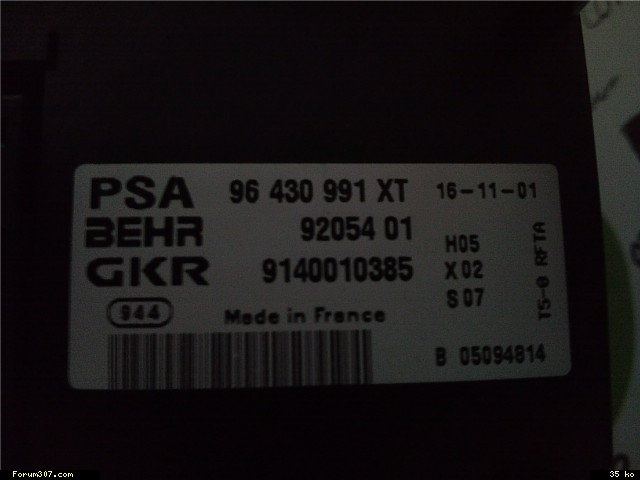 PSA 96 430 991 XT 16-11-01
BEHR 92054 01
GKR 9140010385
H05
X02
S07
TS-0 RFTA
944
Made in France
B 05094814
Forum307.com 35 ko